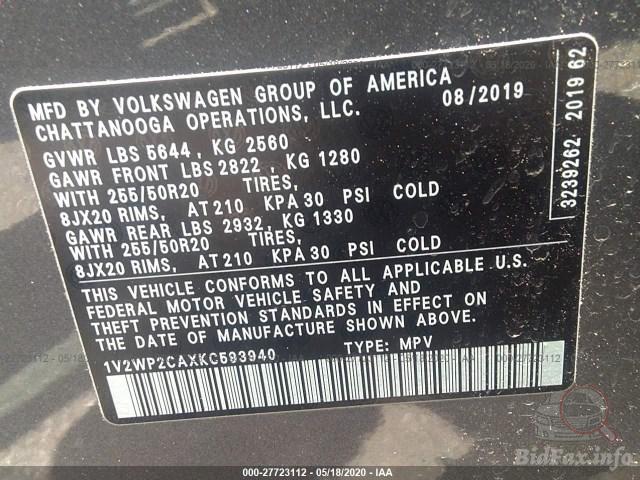 MFD BY VOLKSWAGEN GROUP OF AMERICA
CHATTANOOGA OPERATIONS, LLC.
08/2019
GVWR LBS 5644, KG 2560
GAWR FRONT LBS 2822, KG 1280
WITH 255/50R20 TIRES,
8JX20 RIMS, AT 210 KPA 30 PSI COLD
GAWR REAR LBS 2932, KG 1330
WITH 255/50R20 TIRES,
8JX20 RIMS, AT 210 KPA 30 PSI COLD
THIS VEHICLE CONFORMS TO ALL APPLICABLE U.S.
FEDERAL MOTOR VEHICLE SAFETY AND
THEFT PREVENTION STANDARDS IN EFFECT ON
THE DATE OF MANUFACTURE SHOWN ABOVE.
1V2WP2CAXKC593940 TYPE: MPV
3239262 2019 62
BidFax.info
000-27723112 - 05/18/2020 - IAA